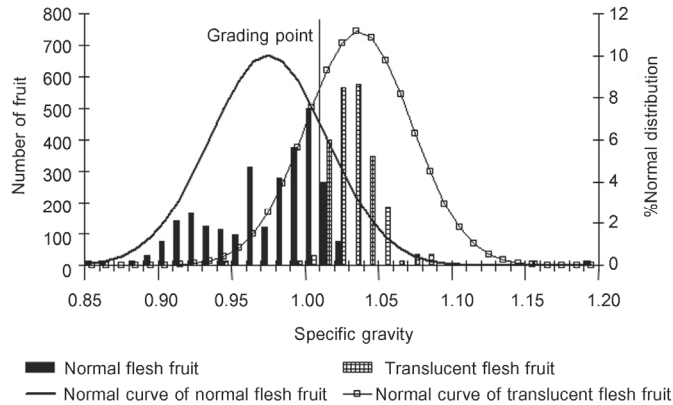 800
700
600
500
400
300
200
100
0
Number of fruit
Grading point
12
10
8
6
4
2
0
%Normal distribution
0.85 0.90 0.95 1.00 1.05 1.10 1.15 1.20
Specific gravity
Normal flesh fruit Translucent flesh fruit
Normal curve of normal flesh fruit Normal curve of translucent flesh fruit